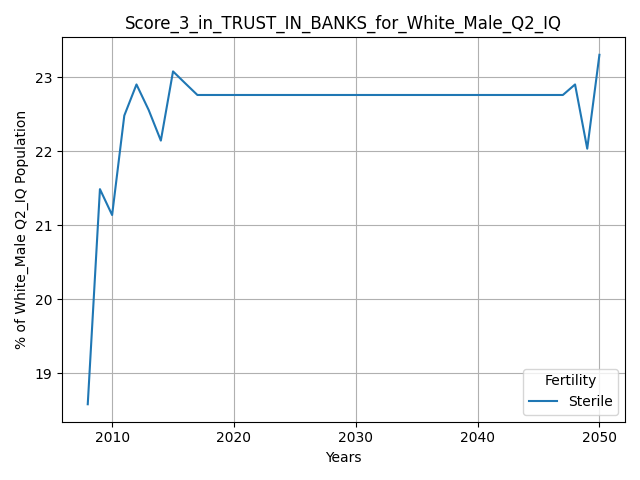 Score_3_in_TRUST_IN_BANKS_for_White_Male_Q2_IQ
% of White_Male Q2_IQ Population
23
22
21
20
19
Fertility
Sterile
2010
2020
2030
2040
2050
Years